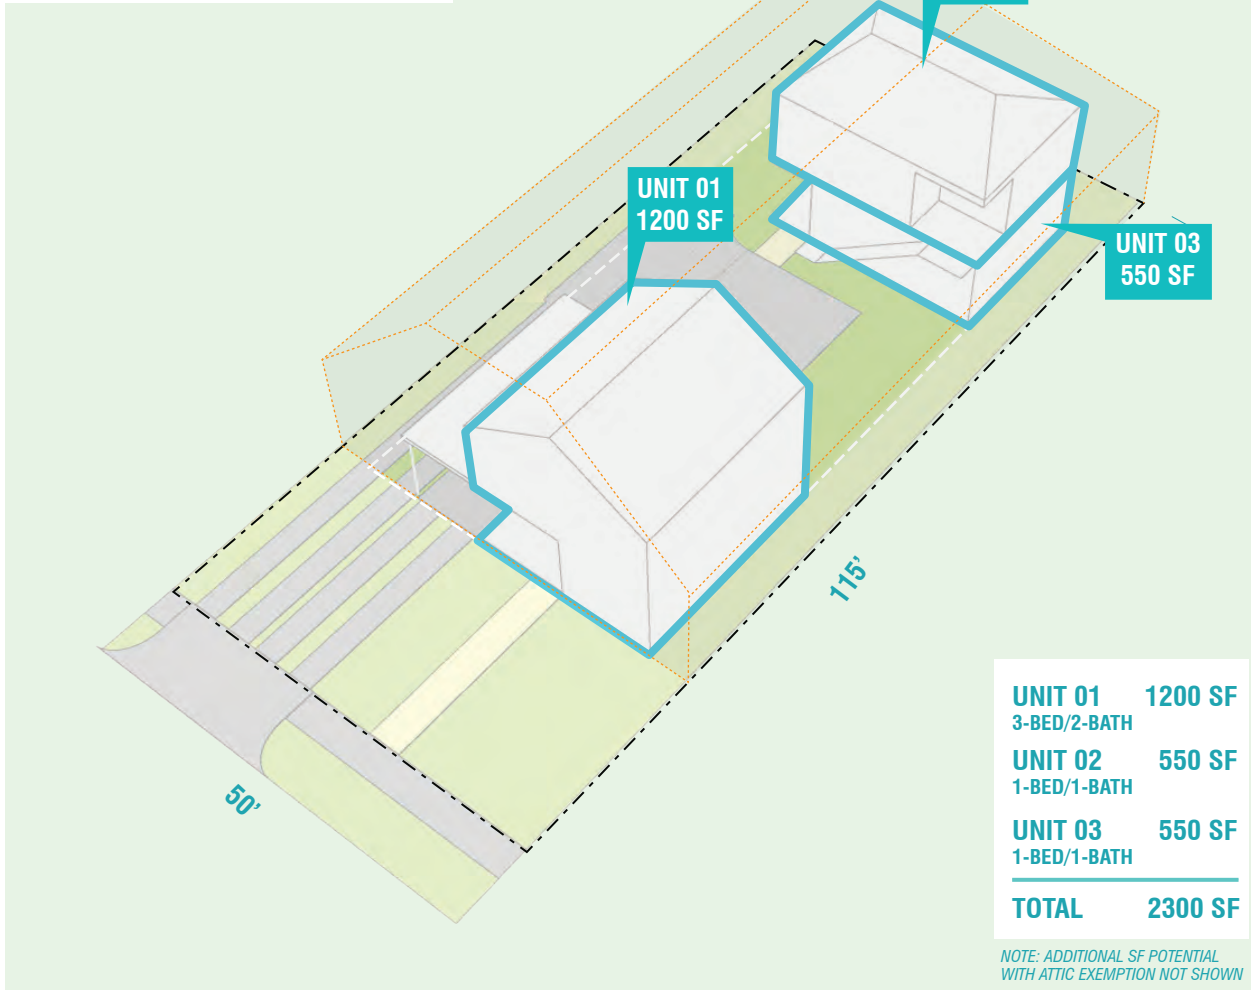 UNIT 01
1200 SF
UNIT 03
550 SF
115’
50’
UNIT 01 1200 SF
3-BED/2-BATH
UNIT 02 550 SF
1-BED/1-BATH
UNIT 03 550 SF
1-BED/1-BATH
TOTAL 2300 SF
NOTE: ADDITIONAL SF POTENTIAL
WITH ATTIC EXEMPTION NOT SHOWN